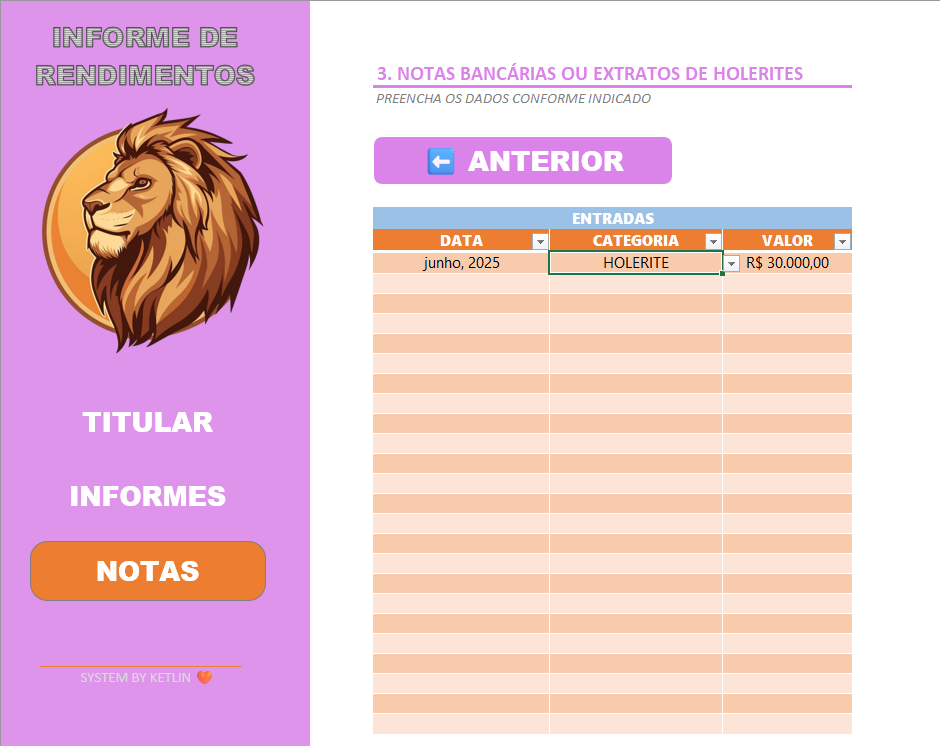 INFORME DE
RENDIMENTOS
TITULAR
INFORMES
NOTAS
SYSTEM BY KETLIN
3. NOTAS BANCÁRIAS OU EXTRATOS DE HOLERITES
PREENCHA OS DADOS CONFORME INDICADO
ANTERIOR
ENTRADAS
DATA CATEGORIA VALOR
junho, 2025 HOLERITE R$ 30.000,00